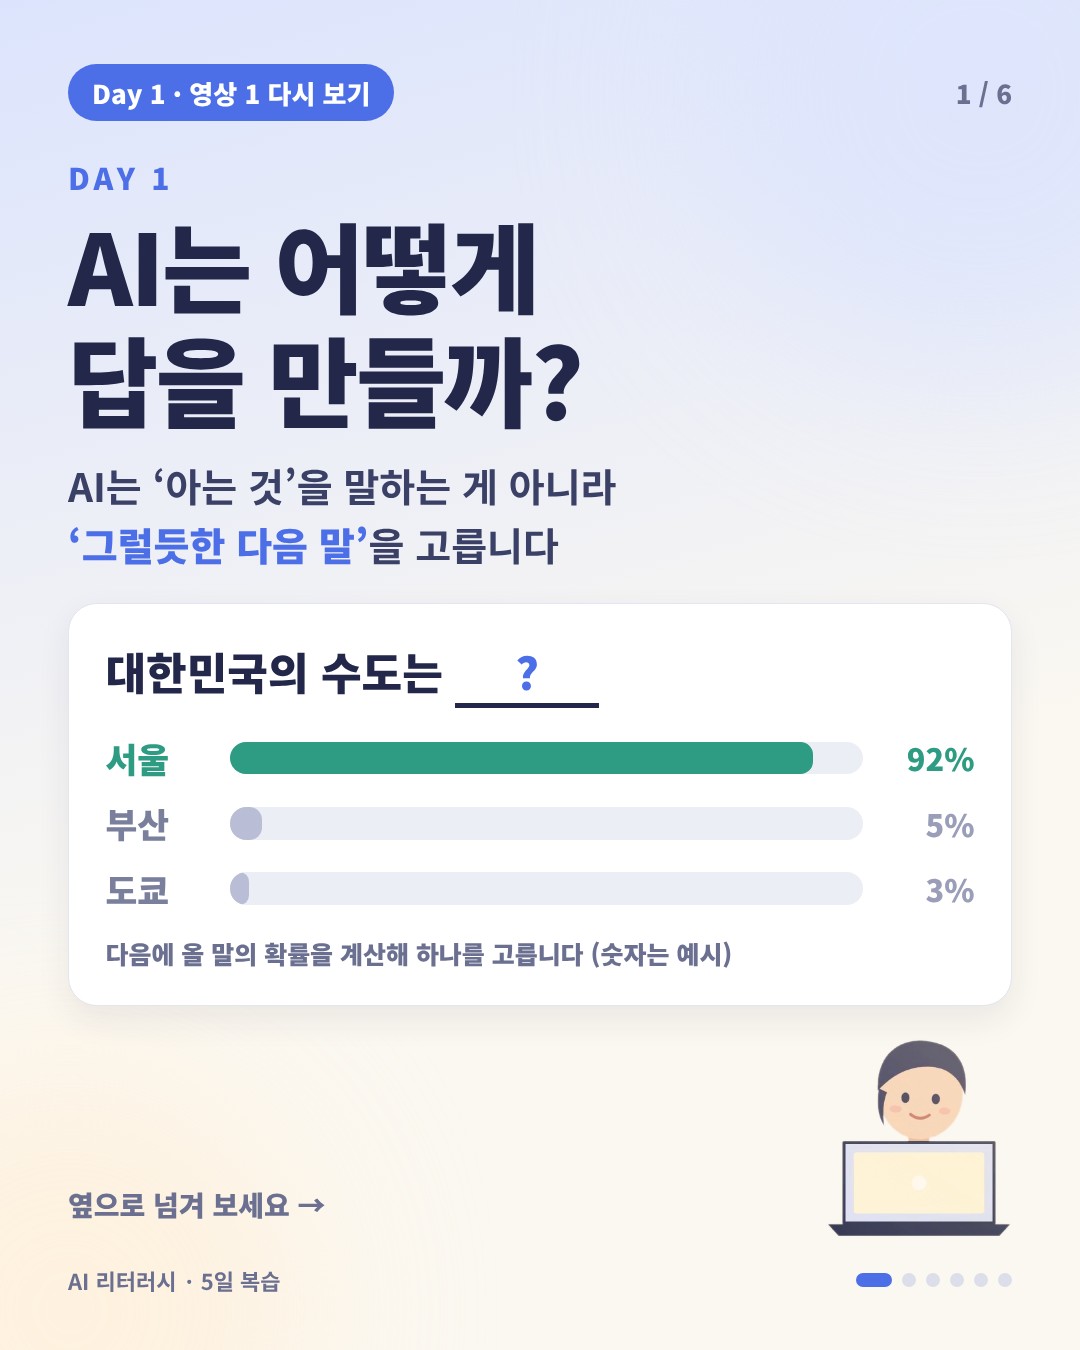 Day 1 · 영상 1 다시 보기
1 / 6
DAY 1
AI는 어떻게
답을 만들까?
AI는 ‘아는 것’을 말하는 게 아니라
‘그럴듯한 다음 말’을 고릅니다
대한민국의 수도는 ?
서울 92%
부산 5%
도쿄 3%
다음에 올 말의 확률을 계산해 하나를 고릅니다 (숫자는 예시)
옆으로 넘겨 보세요 →
AI 리터러시 · 5일 복습